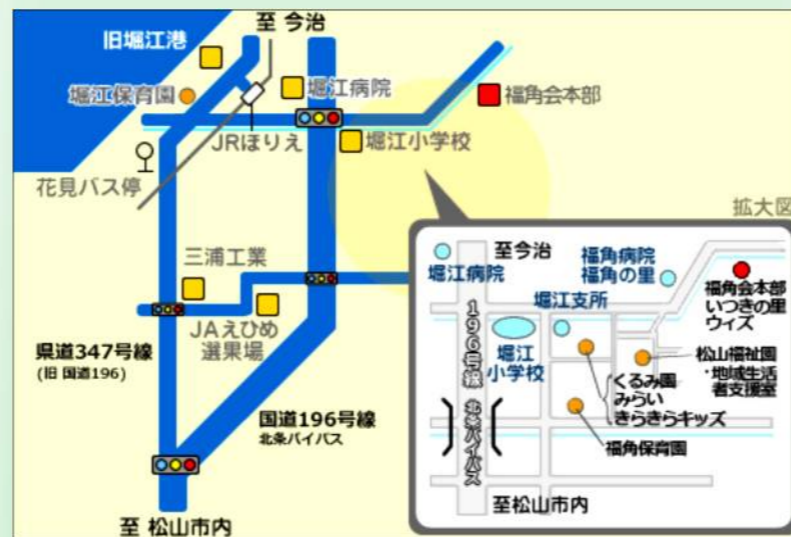 至 今治
旧堀江港
堀江病院
堀江保育園
福角会本部
JRほりえ
堀江小学校
花見バス停
三浦工業
JAえひめ
選果場
県道347号線
(旧 国道196)
国道196号線
北条バイパス
至 松山市内
拡大図
至今治
堀江病院
福角病院
福角の里
堀江支所
福角会本部
いつきの里
ウィズ
196号線 北条バイパス
堀江
小学校
松山福祉園
・地域生活
者支援室
くるみ園
みらい
きらきらキッズ
福角保育園
至松山市内